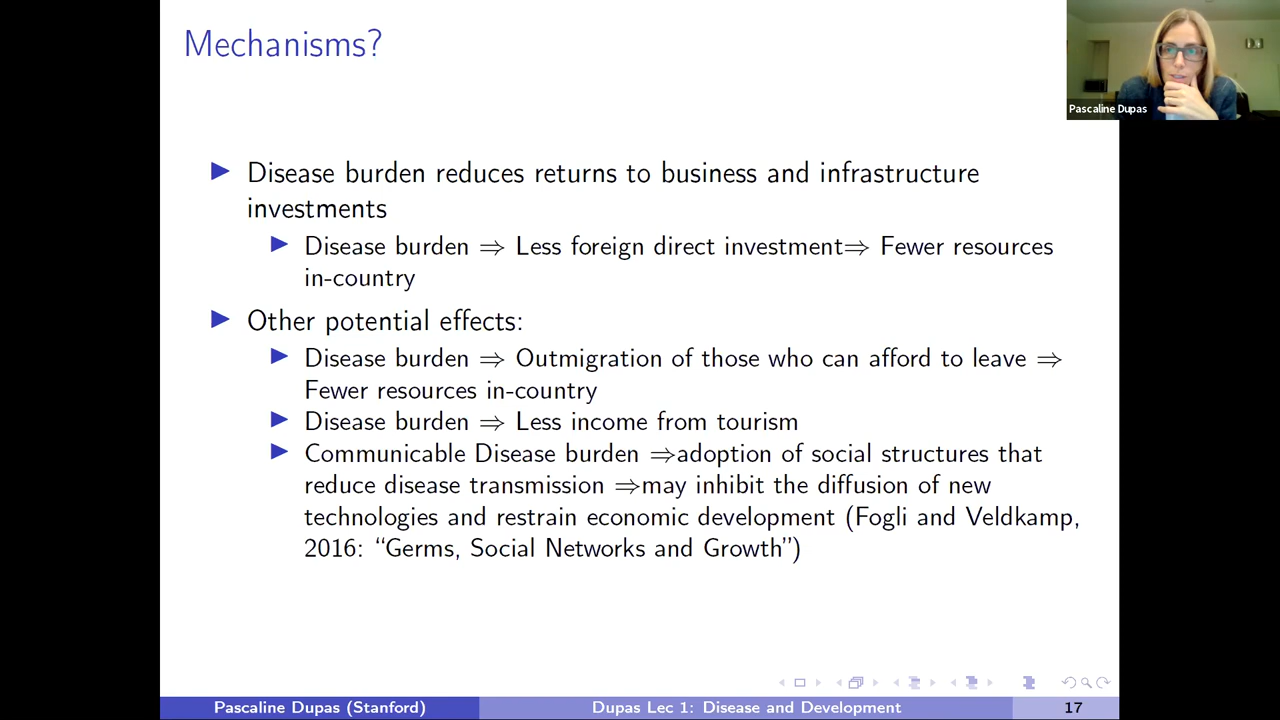 Mechanisms?
Pascaline Dupas
Disease burden reduces returns to business and infrastructure
investments
Disease burden ⇒ Less foreign direct investment⇒ Fewer resources
in-country
Other potential effects:
Disease burden ⇒ Outmigration of those who can afford to leave ⇒
Fewer resources in-country
Disease burden ⇒ Less income from tourism
Communicable Disease burden ⇒adoption of social structures that
reduce disease transmission ⇒may inhibit the diffusion of new
technologies and restrain economic development (Fogli and Veldkamp,
2016: “Germs, Social Networks and Growth”)
Pascaline Dupas (Stanford)
Dupas Lec 1: Disease and Development
17